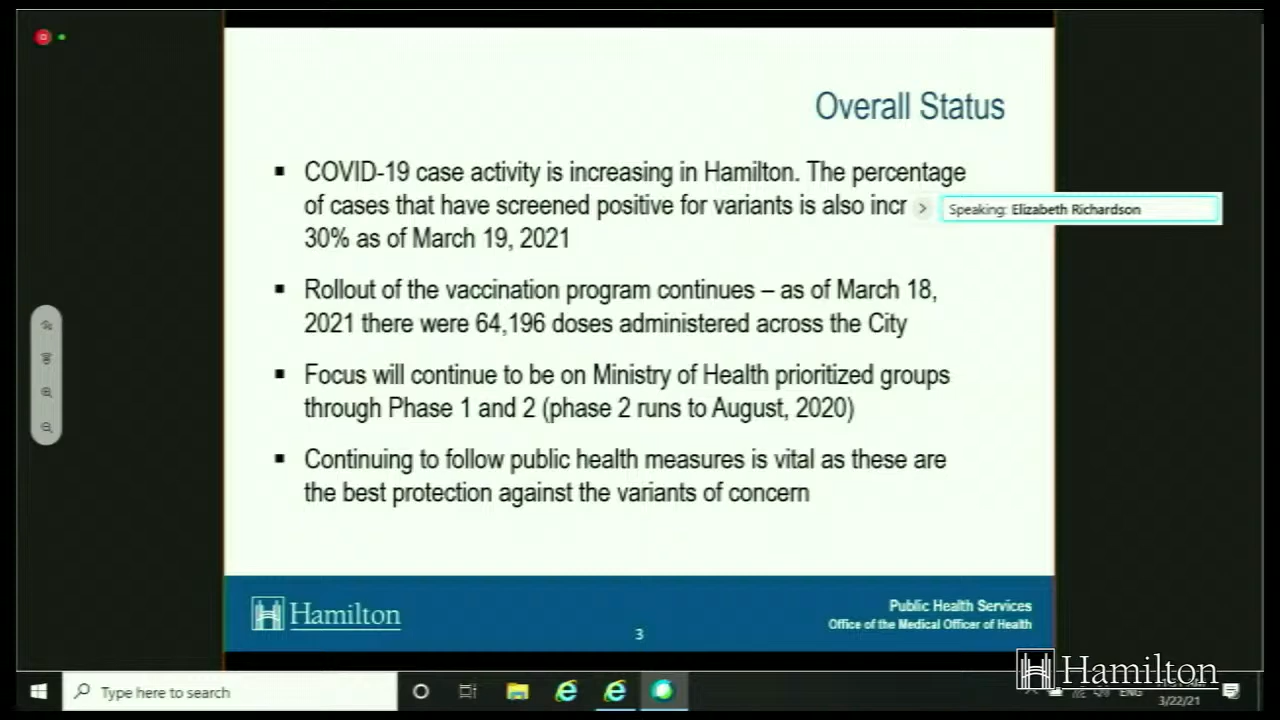 Overall Status
▪ COVID-19 case activity is increasing in Hamilton. The percentage
of cases that have screened positive for variants is also incr
30% as of March 19, 2021
> Speaking: Elizabeth Richardson
▪ Rollout of the vaccination program continues – as of March 18,
2021 there were 64,196 doses administered across the City
▪ Focus will continue to be on Ministry of Health prioritized groups
through Phase 1 and 2 (phase 2 runs to August, 2020)
▪ Continuing to follow public health measures is vital as these are
the best protection against the variants of concern
Hamilton
3
Public Health Services
Office of the Medical Officer of Health
Hamilton
Type here to search
ENG
3/22/21